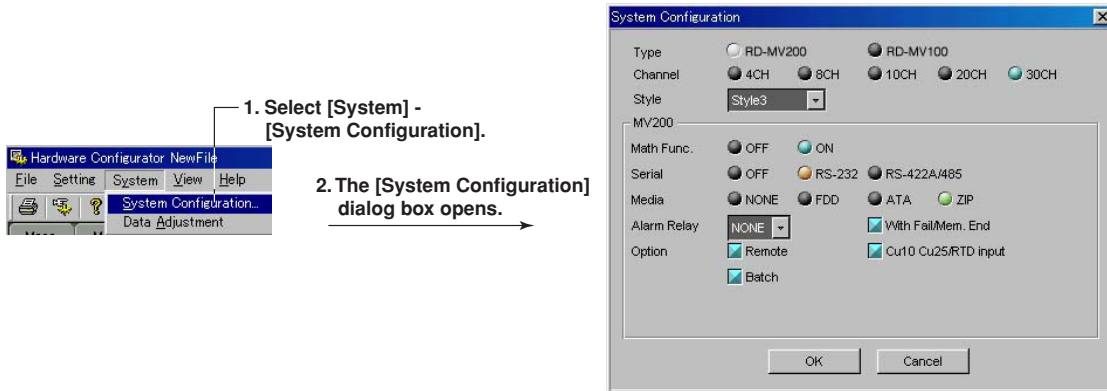 1. Select [System] -
[System Configuration].
Hardware Configurator NewFile
File Setting System View Help
System Configuration...
Data Adjustment
2. The [System Configuration]
dialog box opens.
System Configuration
Type RD-MV200 RD-MV100
Channel 4CH 8CH 10CH 20CH 30CH
Style Style3
MV200
Math Func. OFF ON
Serial OFF RS-232 RS-422A/485
Media NONE FDD ATA ZIP
Alarm Relay NONE With Fail/Mem. End
Option Remote Cu10 Cu25/RTD input
Batch
OK Cancel